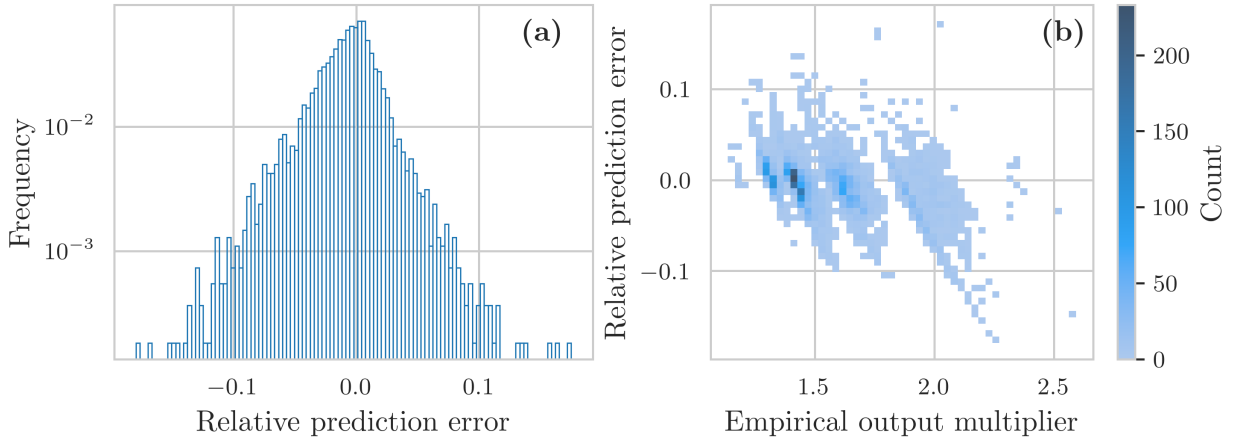 (a)
Frequency
10⁻²
10⁻³
−0.1
0.0
0.1
Relative prediction error
(b)
Relative prediction error
0.1
0.0
−0.1
1.5
2.0
2.5
Empirical output multiplier
200
150
100
50
0
Count